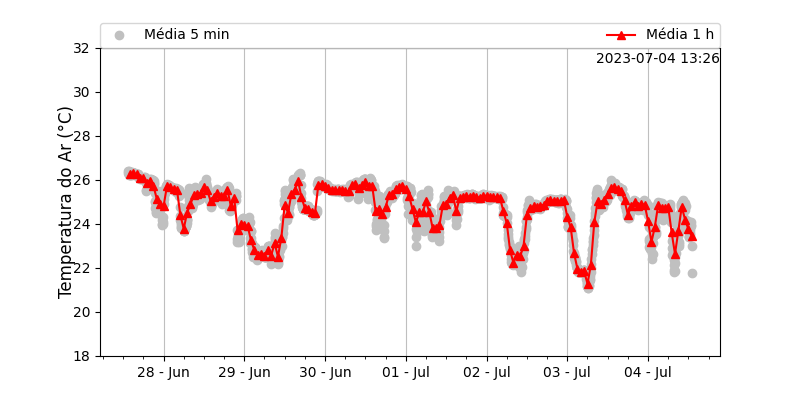 Média 5 min
Média 1 h
2023-07-04 13:26
Temperatura do Ar (°C)
32
30
28
26
24
22
20
18
28 - Jun
29 - Jun
30 - Jun
01 - Jul
02 - Jul
03 - Jul
04 - Jul